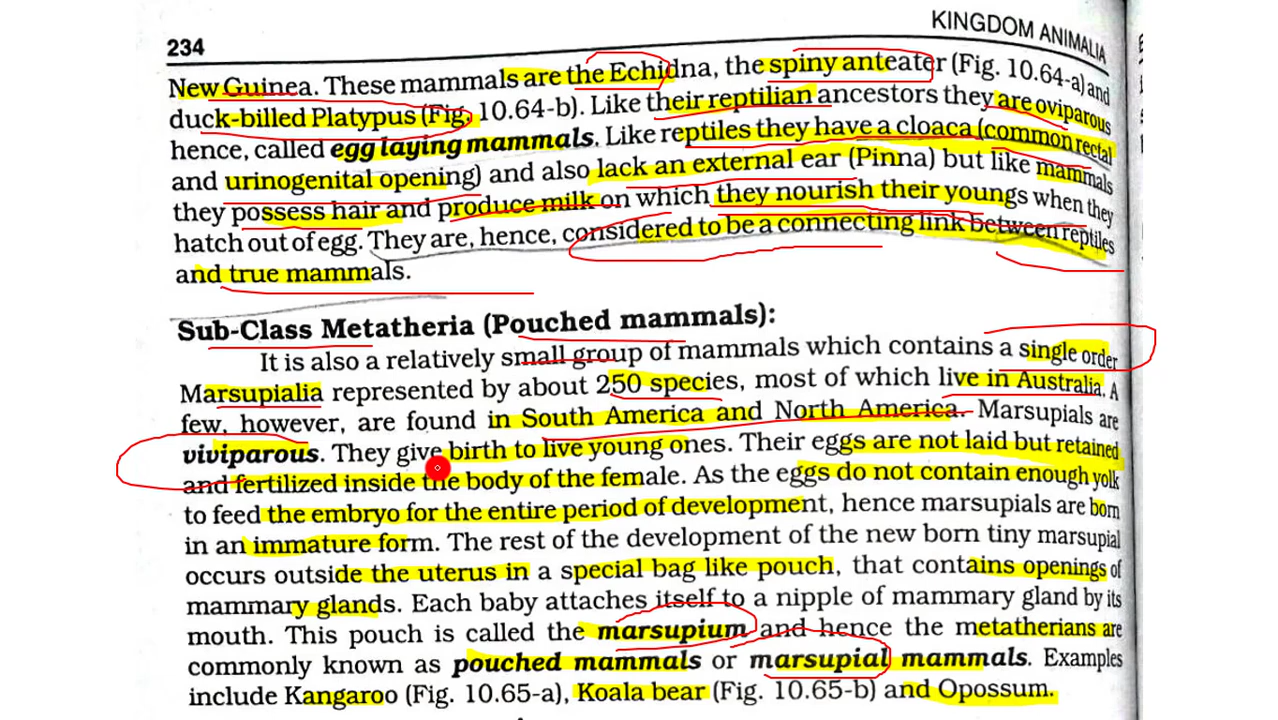 234
KINGDOM ANIMALIA
New Guinea. These mammals are the Echidna, the spiny anteater (Fig. 10.64-a) and
duck-billed Platypus (Fig. 10.64-b). Like their reptilian ancestors they are oviparous
hence, called egg laying mammals. Like reptiles they have a cloaca (common rectal
and urinogenital opening) and also lack an external ear (Pinna) but like mammals
they possess hair and produce milk on which they nourish their youngs when they
hatch out of egg. They are, hence, considered to be a connecting link between reptiles
and true mammals.
Sub-Class Metatheria (Pouched mammals):
It is also a relatively small group of mammals which contains a single order
Marsupialia represented by about 250 species, most of which live in Australia. A
few, however, are found in South America and North America. Marsupials are
viviparous. They give birth to live young ones. Their eggs are not laid but retained
and fertilized inside the body of the female. As the eggs do not contain enough yolk
to feed the embryo for the entire period of development, hence marsupials are born
in an immature form. The rest of the development of the new born tiny marsupial
occurs outside the uterus in a special bag like pouch, that contains openings of
mammary glands. Each baby attaches itself to a nipple of mammary gland by its
mouth. This pouch is called the marsupium and hence the metatherians are
commonly known as pouched mammals or marsupial mammals. Examples
include Kangaroo (Fig. 10.65-a), Koala bear (Fig. 10.65-b) and Opossum.